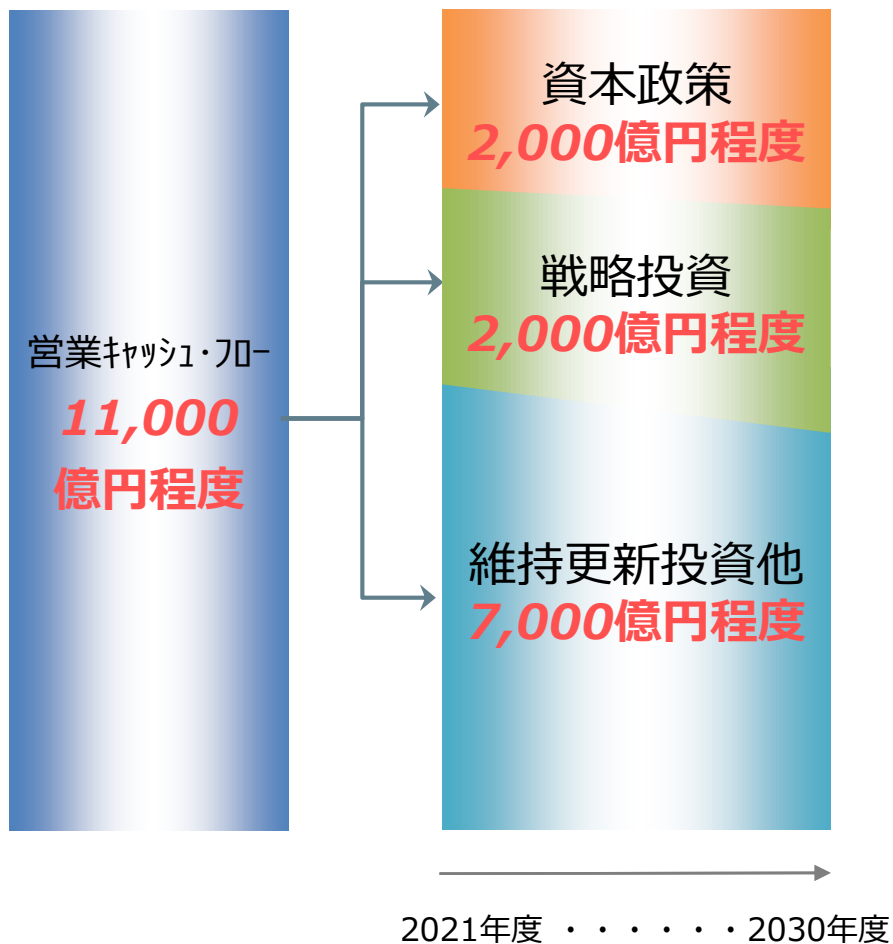 営業ｷｬｯｼｭ・ﾌﾛｰ
11,000
億円程度
資本政策
2,000億円程度
戦略投資
2,000億円程度
維持更新投資他
7,000億円程度
2021年度 ・・・・・・2030年度